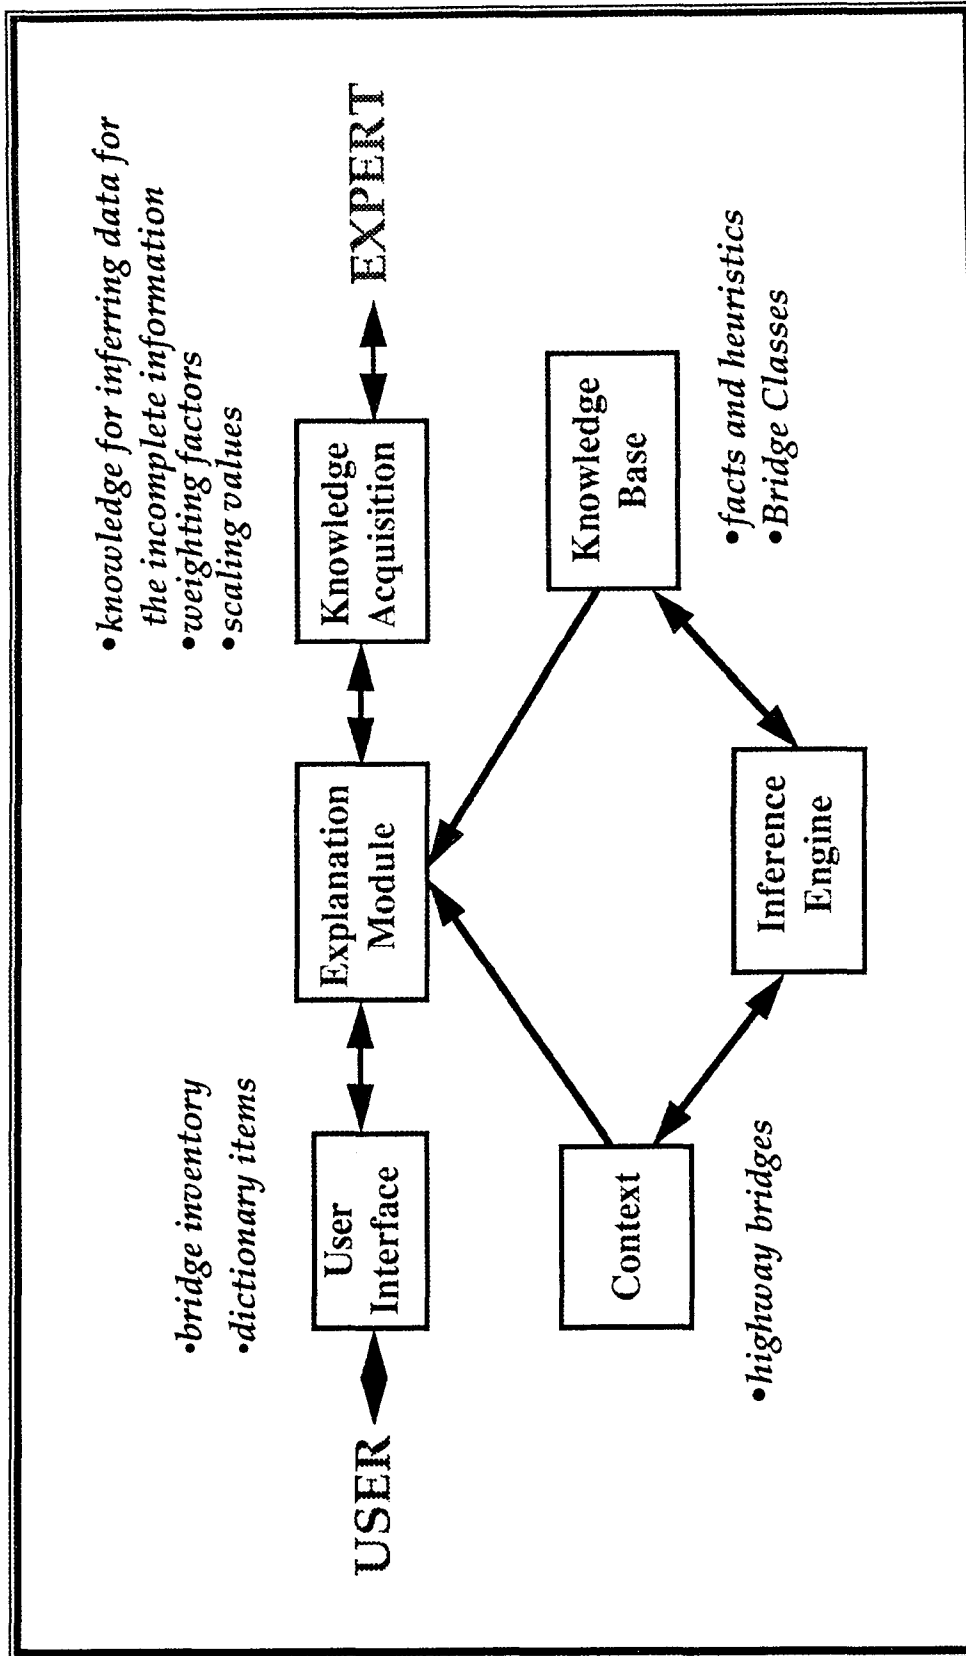 •bridge inventory
•dictionary items
•knowledge for inferring data for
the incomplete information
•weighting factors
•scaling values
USER
User
Interface
Explanation
Module
Knowledge
Acquisition
EXPERT
Context
Knowledge
Base
•highway bridges
Inference
Engine
•facts and heuristics
•Bridge Classes